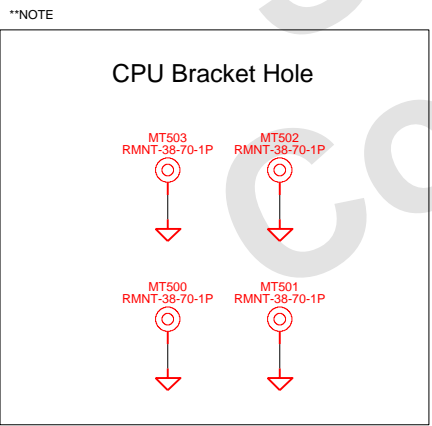 **NOTE
CPU Bracket Hole
MT503
RMNT-38-70-1P
MT502
RMNT-38-70-1P
MT500
RMNT-38-70-1P
MT501
RMNT-38-70-1P